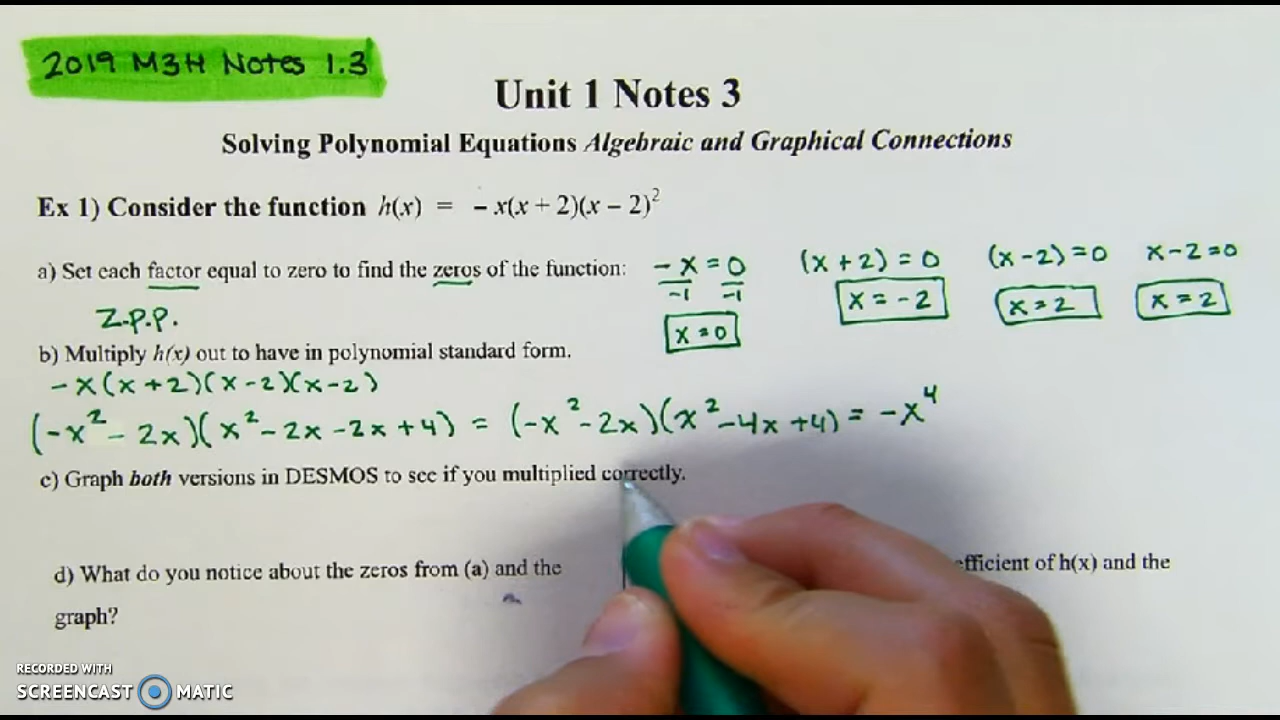 2019 M3H Notes 1.3
Unit 1 Notes 3
Solving Polynomial Equations Algebraic and Graphical Connections
Ex 1) Consider the function h(x) = - x(x + 2)(x - 2)²
a) Set each factor equal to zero to find the zeros of the function: -x = 0 (x + 2) = 0 (x - 2) = 0 x - 2 = 0
-1 -1 x = -2 x = 2 x = 2
Z.P.P. x = 0
b) Multiply h(x) out to have in polynomial standard form.
-x(x + 2)(x - 2)(x - 2)
(-x² - 2x)(x² - 2x - 2x + 4) = (-x² - 2x)(x² - 4x + 4) = -x⁴
c) Graph both versions in DESMOS to see if you multiplied correctly.
d) What do you notice about the zeros from (a) and the efficient of h(x) and the
graph?
RECORDED WITH
SCREENCAST MATIC